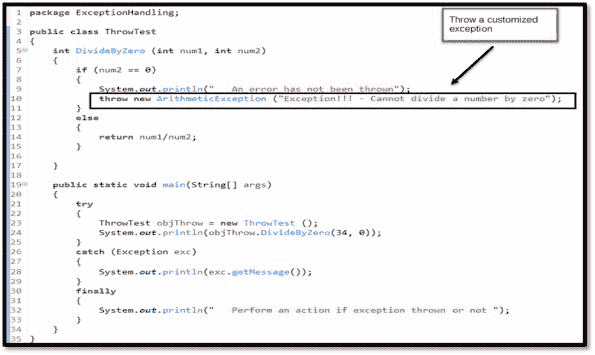 Throw a customized
exception
1 package ExceptionHandling;
2
3 public class ThrowTest
4 {
5 int DivideByZero (int num1, int num2)
6 {
7 if (num2 == 0)
8 {
9 System.out.println("   An error has not been thrown");
10 throw new ArithmeticException ("Exception!!! - Cannot divide a number by zero");
11 }
12 else
13 {
14 return num1/num2;
15 }
16
17 }
18
19 public static void main(String[] args)
20 {
21 try
22 {
23 ThrowTest objThrow = new ThrowTest ();
24 System.out.println(objThrow.DivideByZero(34, 0));
25 }
26 catch (Exception exc)
27 {
28 System.out.println(exc.getMessage());
29 }
30 finally
31 {
32 System.out.println("   Perform an action if exception thrown or not ");
33 }
34 }
35 }